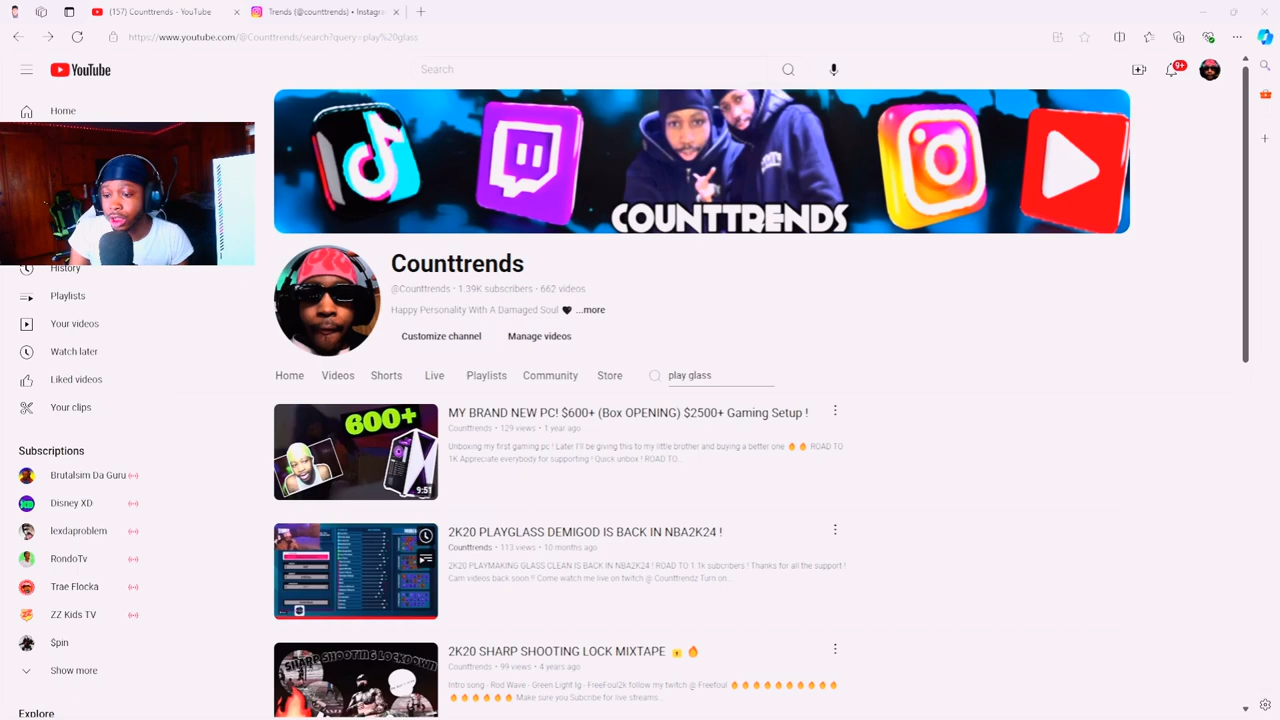 (157) Counttrends - YouTube
Trends (@counttrends) • Instagra
https://www.youtube.com/@Counttrends/search?query=play%20glass
YouTube
Search
9+
Home
History
Playlists
Your videos
Watch later
Liked videos
Your clips
Subscriptions
Brutalsim Da Guru
Disney XD
lexdaproblem
Trae Dunn
ZZ Kids TV
$pin
Show more
Explore
COUNTTRENDS
Counttrends
@Counttrends · 1.39K subscribers · 662 videos
Happy Personality With A Damaged Soul 🖤 ...more
Customize channel Manage videos
Home Videos Shorts Live Playlists Community Store play glass
600+
9:51
MY BRAND NEW PC! $600+ (Box OPENING) $2500+ Gaming Setup !
Counttrends • 129 views • 1 year ago
Unboxing my first gaming pc ! Later I'll be giving this to my little brother and buying a better one 🔥 🔥 ROAD TO
1K Appreciate everybody for supporting ! Quick unbox ! ROAD TO...
2K20 PLAYGLASS DEMIGOD IS BACK IN NBA2K24 !
Counttrends • views • 10 months ago
2K20 PLAYMAKING GLASSCLEAN IS BACK IN NBA2K24! ROAD TO 1.1k subcribers ! Thanks for all the support !
Cam videos back watch me live on twitch @ Counttrendz Turn on...
SHARP SHOOTING LOCKDOWN
2K20 SHARP SHOOTING LOCK MIXTAPE 🔒 🔥
Counttrends • 99 views • 4 years ago
Intro song - Rod Wave - Green Light Ig - FreeFoul2k follow my twitch @ Freefoul 🔥 🔥 🔥 🔥 🔥 🔥 🔥 🔥 🔥 🔥
🔥 🔥 🔥 🔥 🔥 🔥 Make sure you Subcribe for live streams...